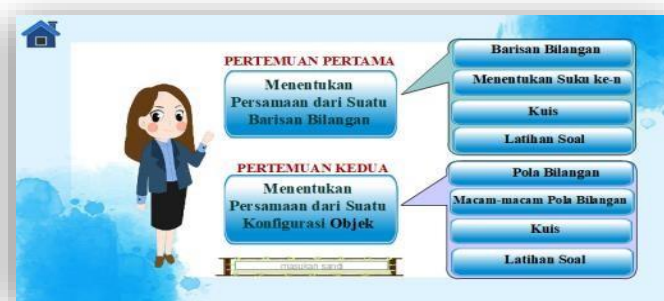 PERTEMUAN PERTAMA
Menentukan
Persamaan dari Suatu
Barisan Bilangan
Barisan Bilangan
Menentukan Suku ke-n
Kuis
Latihan Soal
PERTEMUAN KEDUA
Menentukan
Persamaan dari Suatu
Konfigurasi Objek
Pola Bilangan
Macam-macam Pola Bilangan
Kuis
Latihan Soal
masukan sandi